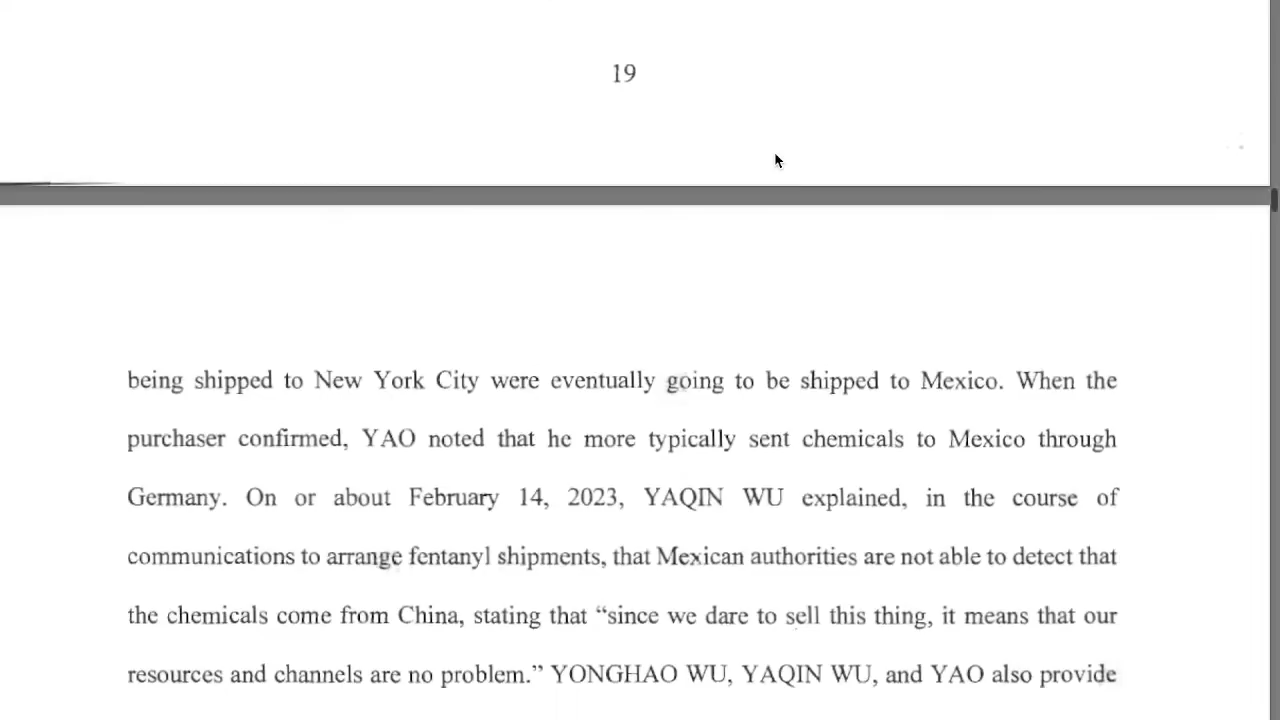 19
being shipped to New York City were eventually going to be shipped to Mexico. When the
purchaser confirmed, YAO noted that he more typically sent chemicals to Mexico through
Germany. On or about February 14, 2023, YAQIN WU explained, in the course of
communications to arrange fentanyl shipments, that Mexican authorities are not able to detect that
the chemicals come from China, stating that “since we dare to sell this thing, it means that our
resources and channels are no problem.” YONGHAO WU, YAQIN WU, and YAO also provide